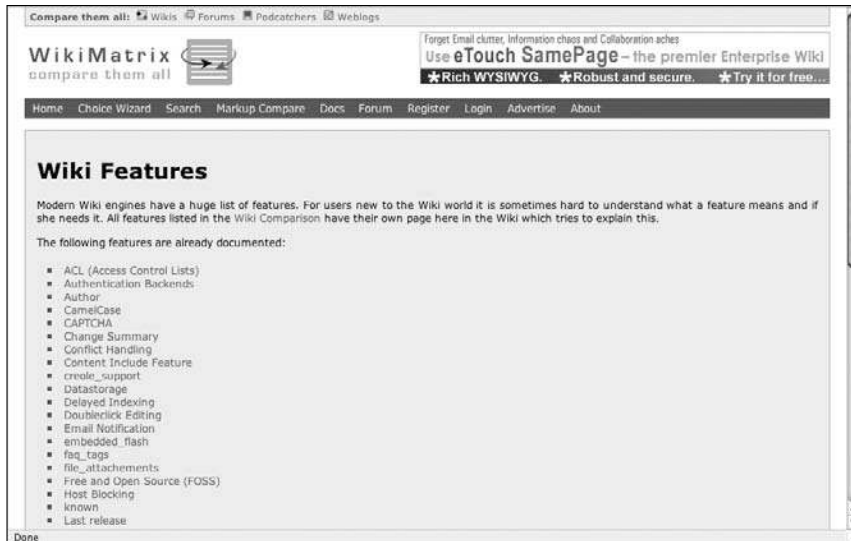 Compare them all: Wikis Forums Podcatchers Weblogs
WikiMatrix
compare them all
Forget Email clutter, Information chaos and Collaboration aches
Use eTouch SamePage – the premier Enterprise Wiki
★Rich WYSIWYG. ★Robust and secure. ★Try it for free...
Home Choice Wizard Search Markup Compare Docs Forum Register Login Advertise About
Wiki Features
Modern Wiki engines have a huge list of features. For users new to the Wiki world it is sometimes hard to understand what a feature means and if
she needs it. All features listed in the Wiki Comparison have their own page here in the Wiki which tries to explain this.
The following features are already documented:
ACL (Access Control Lists)
Authentication Backends
Author
CamelCase
CAPTCHA
Change Summary
Conflict Handling
Content Include Feature
creole_support
Datastorage
Delayed Indexing
Doubleclick Editing
Email Notification
embedded_flash
faq_tags
file_attachements
Free and Open Source (FOSS)
Host Blocking
known
Last release
Done